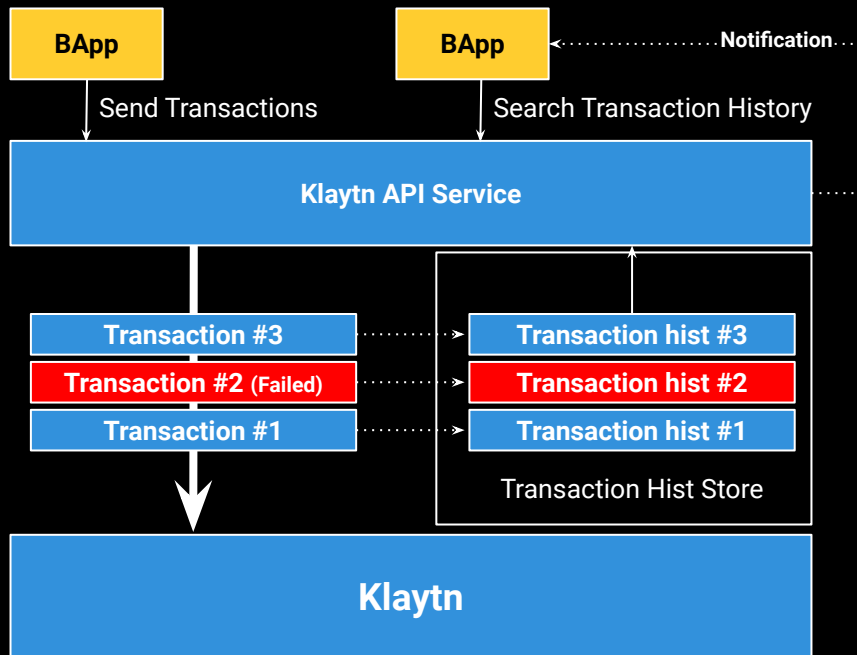 BApp
BApp
Notification
Send Transactions
Search Transaction History
Klaytn API Service
Transaction #3
Transaction hist #3
Transaction #2 (Failed)
Transaction hist #2
Transaction #1
Transaction hist #1
Transaction Hist Store
Klaytn